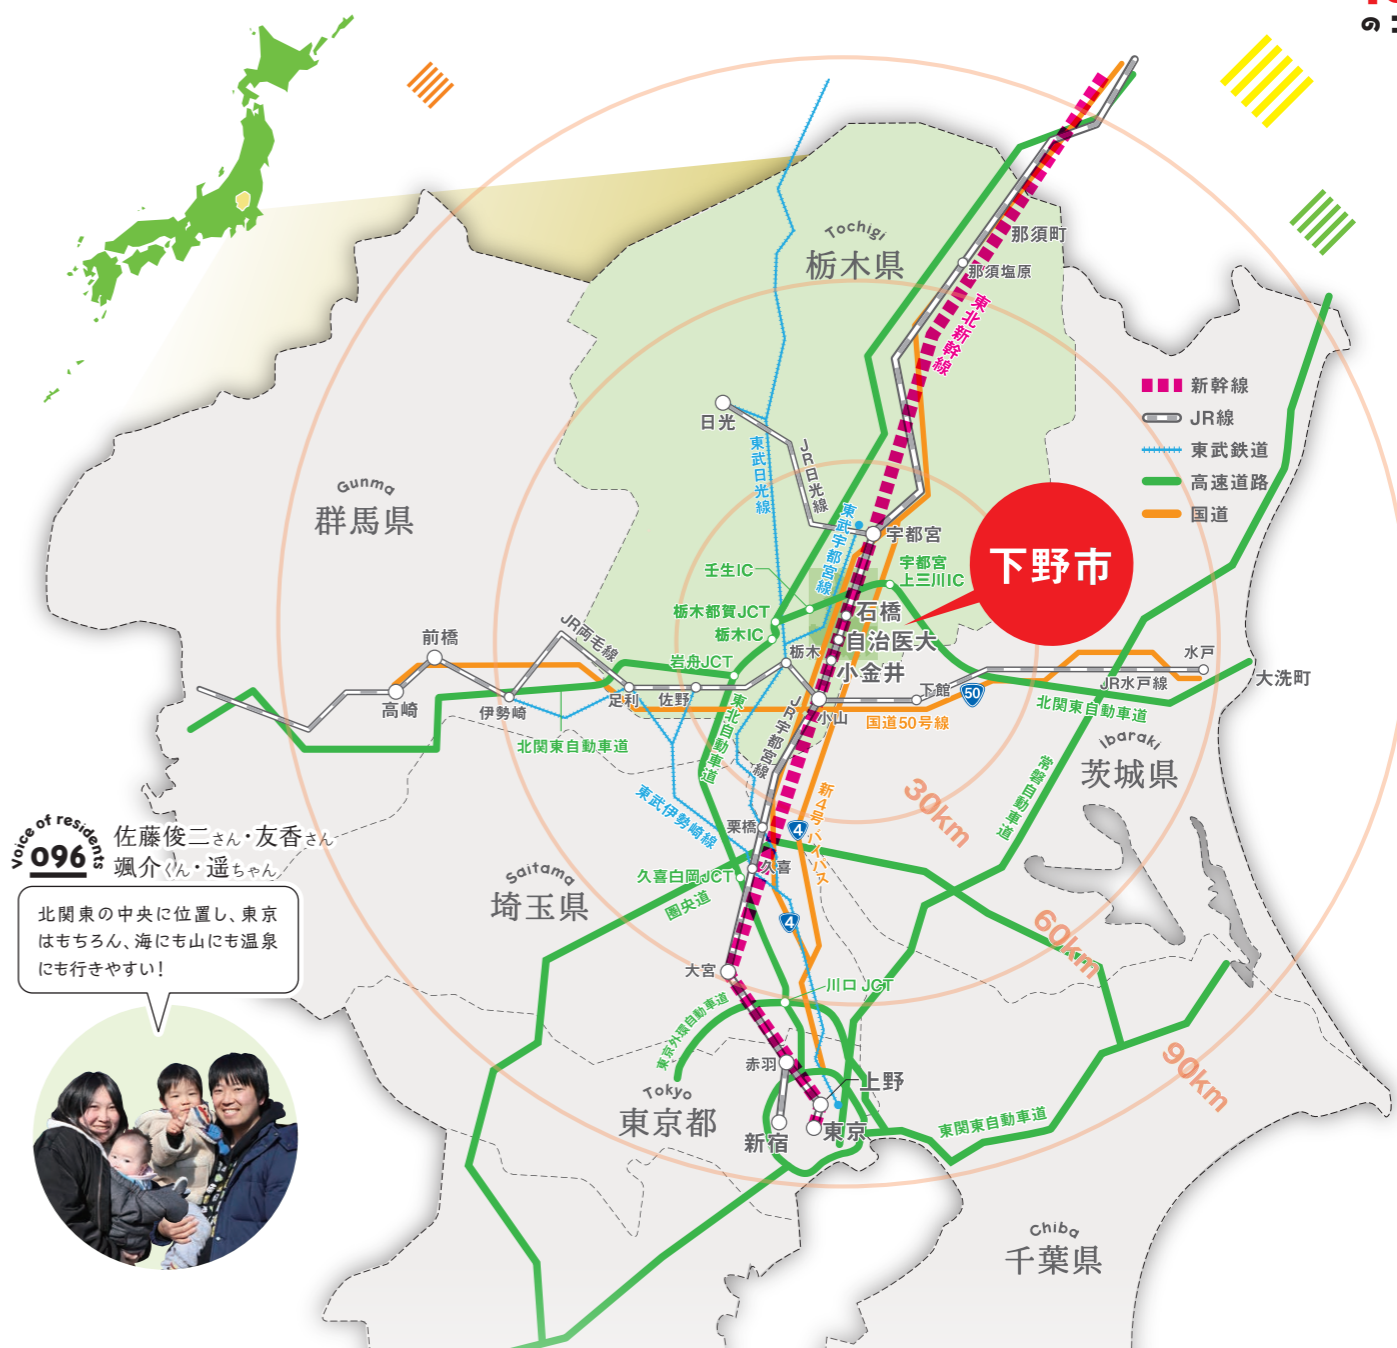 の
Tochigi
栃木県
那須町
那須塩原
東北新幹線
新幹線
JR線
東武鉄道
高速道路
国道
日光
東武日光線
JR日光線
東武宇都宮線
宇都宮
Gunma
群馬県
壬生IC
宇都宮
上三川IC
下野市
栃木都賀JCT
栃木IC
石橋
自治医大
小金井
前橋
JR両毛線
岩舟JCT
栃木
水戸
高崎
伊勢崎
足利
佐野
小山
下館
50
JR水戸線
大洗町
国道50号線
北関東自動車道
北関東自動車道
東北自動車道
JR宇都宮線
Ibaraki
茨城県
常磐自動車道
東武伊勢崎線
新4号バイパス
30km
栗橋
4
久喜
久喜白岡JCT
圏央道
Voice of residents
096
佐藤俊二さん・友香さん
颯介くん・遥ちゃん
北関東の中央に位置し、東京
はもちろん、海にも山にも温泉
にも行きやすい!
Saitama
埼玉県
4
60km
大宮
川口 JCT
東京外環自動車道
赤羽
上野
90km
Tokyo
東京都
新宿
東京
東関東自動車道
Chiba
千葉県